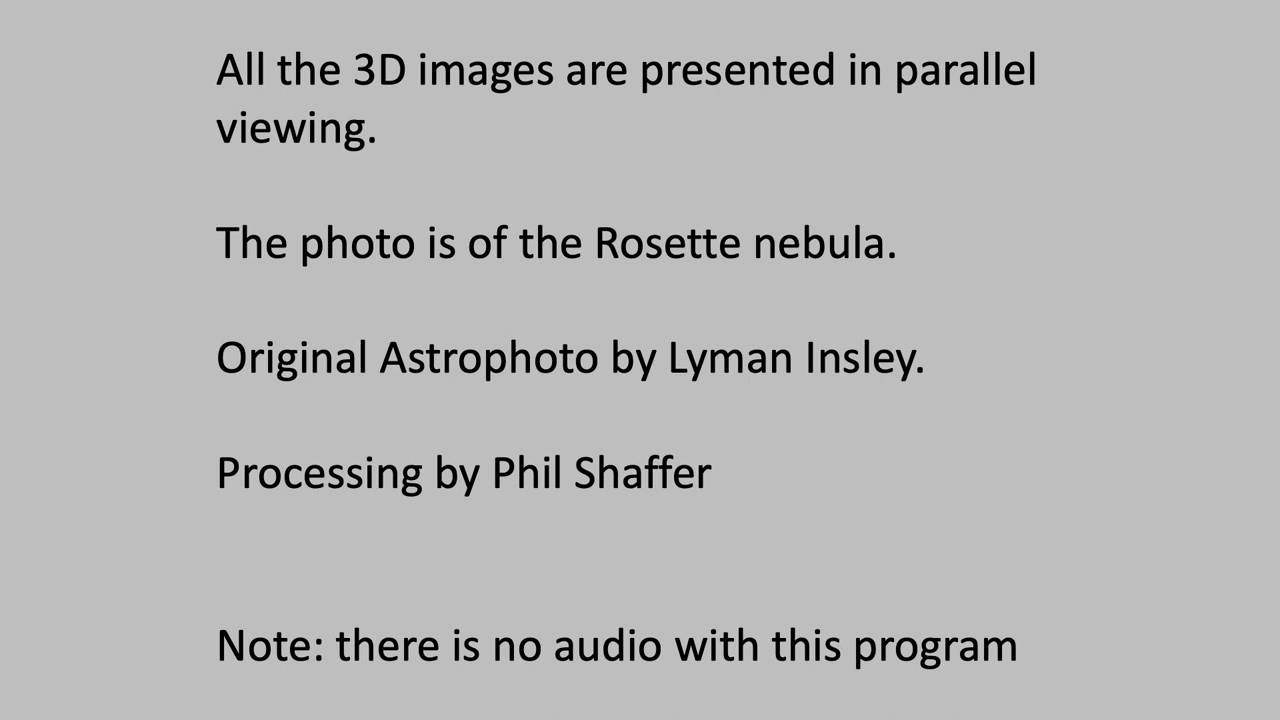 All the 3D images are presented in parallel
viewing.
The photo is of the Rosette nebula.
Original Astrophoto by Lyman Insley.
Processing by Phil Shaffer
Note: there is no audio with this program